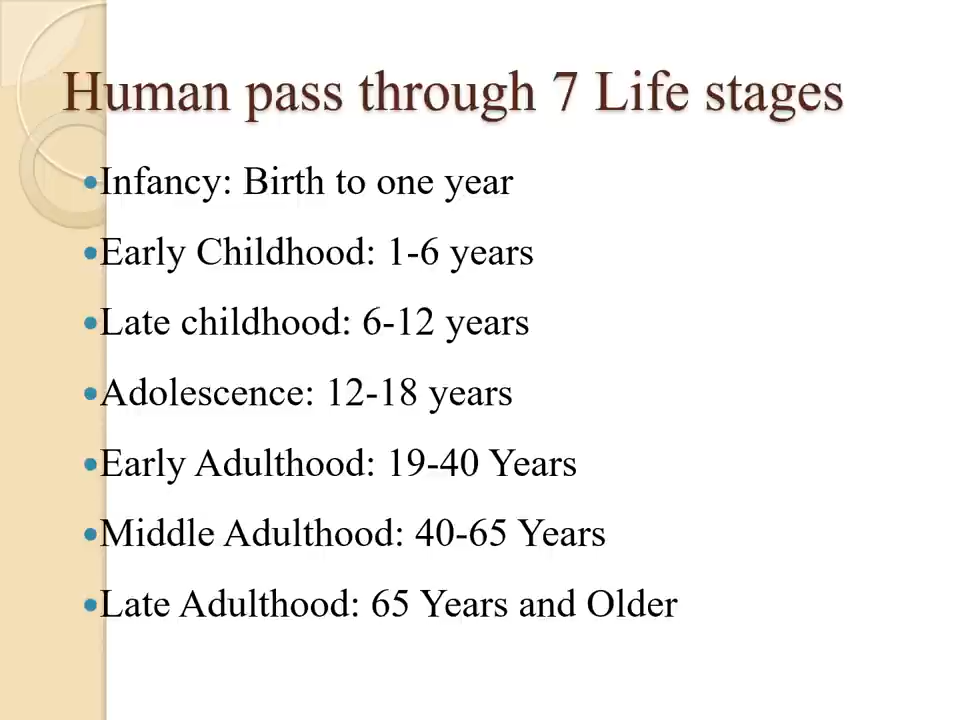 Human pass through 7 Life stages
Infancy: Birth to one year
Early Childhood: 1-6 years
Late childhood: 6-12 years
Adolescence: 12-18 years
Early Adulthood: 19-40 Years
Middle Adulthood: 40-65 Years
Late Adulthood: 65 Years and Older